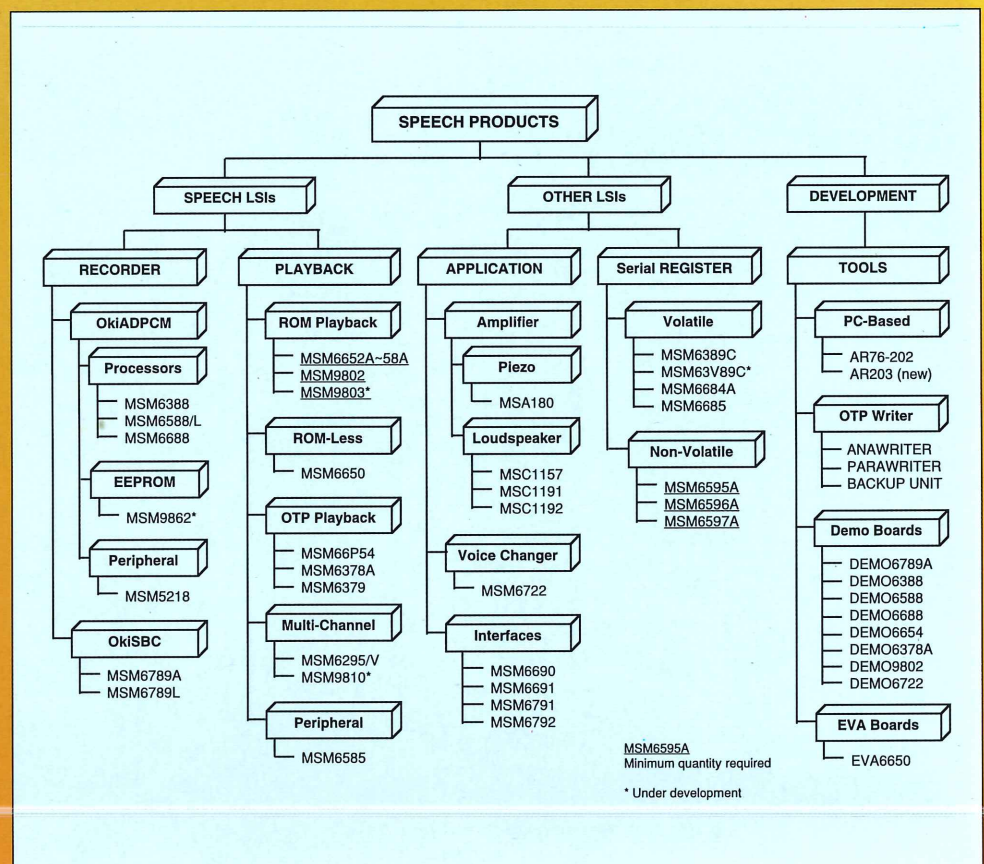 SPEECH PRODUCTS
SPEECH LSIs
OTHER LSIs
DEVELOPMENT
RECORDER
PLAYBACK
APPLICATION
Serial REGISTER
TOOLS
OkiADPCM
Processors
MSM6388
MSM6588/L
MSM6688
EEPROM
MSM9862*
Peripheral
MSM5218
OkiSBC
MSM6789A
MSM6789L
ROM Playback
MSM6652A~58A
MSM9802
MSM9803*
ROM-Less
MSM6650
OTP Playback
MSM66P54
MSM6378A
MSM6379
Multi-Channel
MSM6295/V
MSM9810*
Peripheral
MSM6585
Amplifier
Piezo
MSA180
Loudspeaker
MSC1157
MSC1191
MSC1192
Voice Changer
MSM6722
Interfaces
MSM6690
MSM6691
MSM6791
MSM6792
Volatile
MSM6389C
MSM63V89C*
MSM6684A
MSM6685
Non-Volatile
MSM6595A
MSM6596A
MSM6597A
PC-Based
AR76-202
AR203 (new)
OTP Writer
ANAWRITER
PARAWRITER
BACKUP UNIT
Demo Boards
DEMO6789A
DEMO6388
DEMO6588
DEMO6688
DEMO6654
DEMO6378A
DEMO9802
DEMO6722
EVA Boards
EVA6650
MSM6595A
Minimum quantity required
* Under development